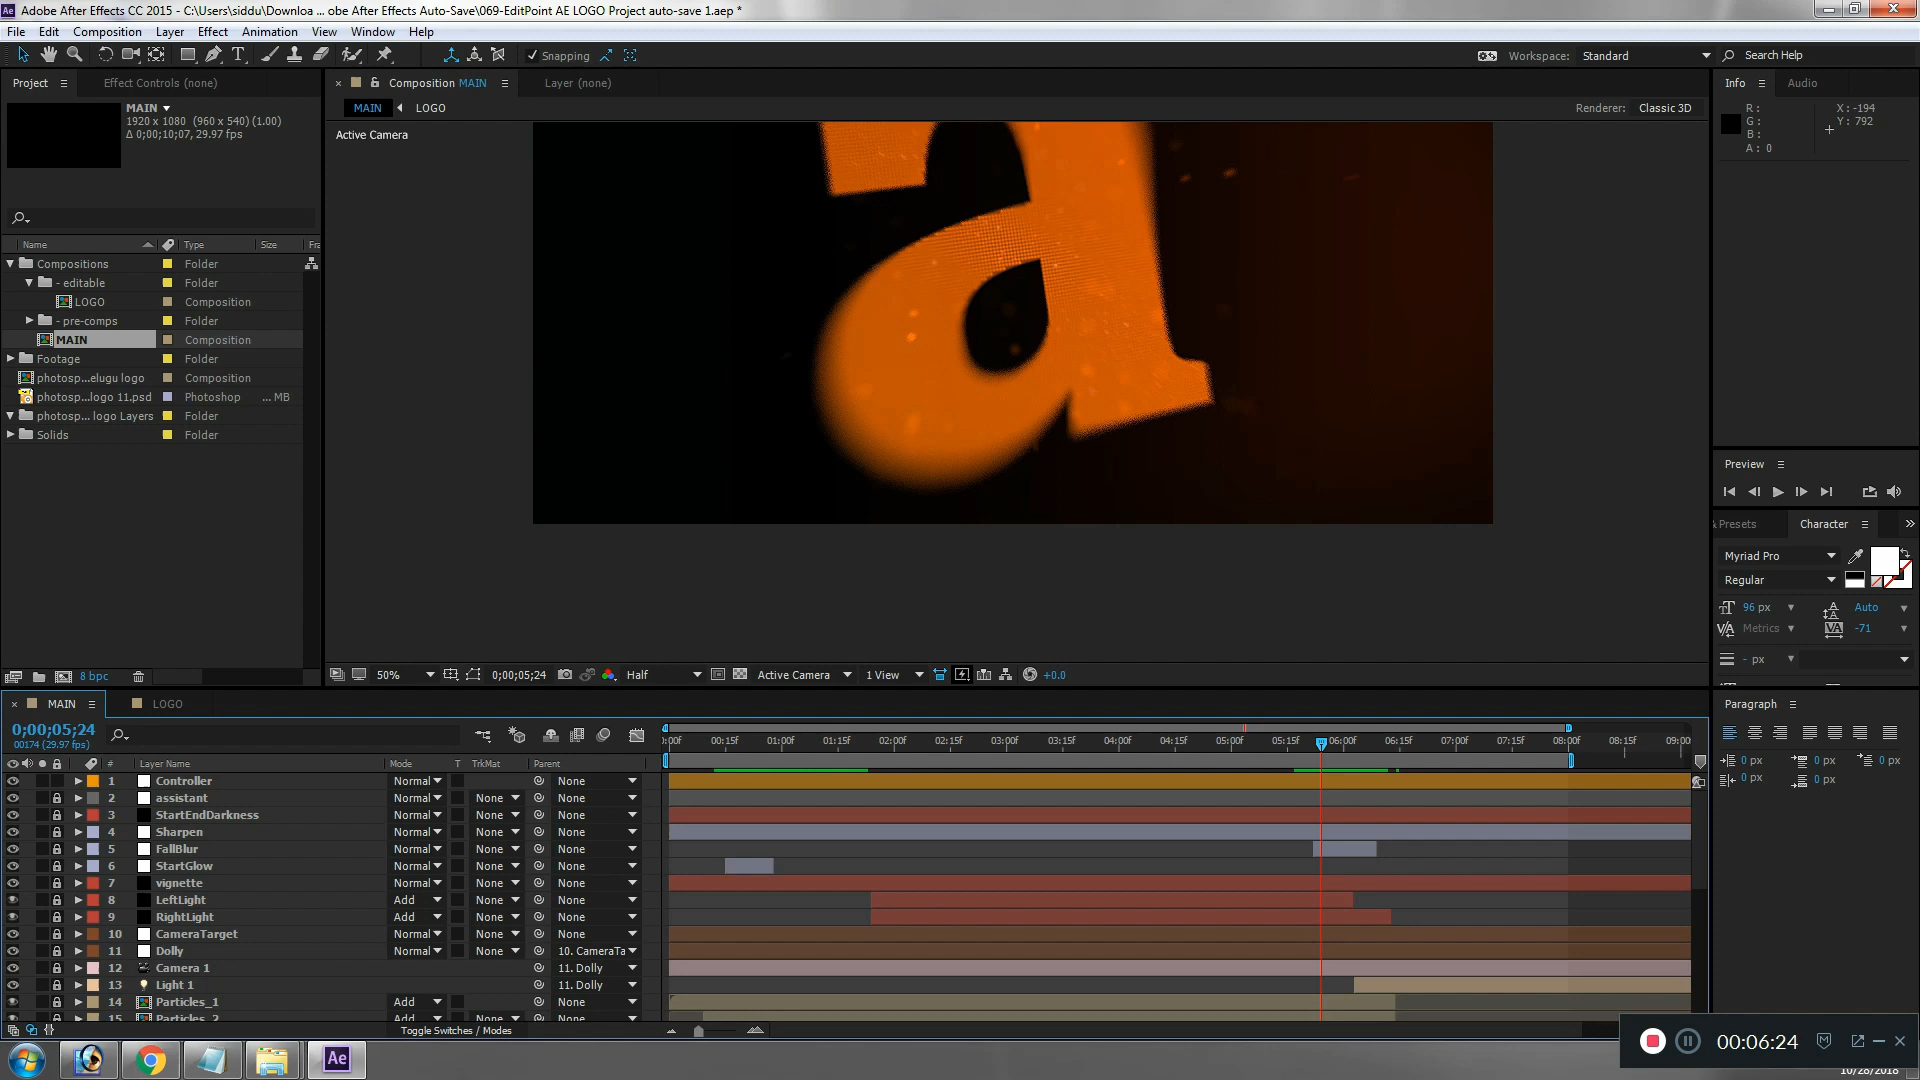 Adobe After Effects CC 2015 - C:\Users\siddu\Downloa ... obe After Effects Auto-Save\069-EditPoint AE LOGO Project auto-save 1.aep *
File Edit Composition Layer Effect Animation View Window Help
Snapping
Workspace: Standard
Search Help
Project
Effect Controls (none)
Composition MAIN
Layer (none)
Info
Audio
MAIN
1920 x 1080 (960 x 540) (1.00)
Δ 0;00;10;07, 29.97 fps
MAIN
LOGO
Renderer: Classic 3D
Active Camera
R:
G:
B:
A: 0
X: -194
Y: 792
Name Type Size Fra
Compositions Folder
- editable Folder
LOGO Composition
- pre-comps Folder
MAIN Composition
Footage Folder
photosp...elugu logo Composition
photosp...logo 11.psd Photoshop ... MB
photosp... logo Layers Folder
Solids Folder
a
Preview
& Presets
Character
Myriad Pro
Regular
96 px
Auto
Metrics
-71
- px
8 bpc
50%
0;00;05;24
Half
Active Camera
1 View
+0.0
MAIN
LOGO
Paragraph
0 px 0 px 0 px
0 px 0 px
0;00;05;24
00174 (29.97 fps)
:00f 00:15f 01:00f 01:15f 02:00f 02:15f 03:00f 03:15f 04:00f 04:15f 05:00f 05:15f 06:00f 06:15f 07:00f 07:15f 08:00f 08:15f 09:00f
# Layer Name Mode T TrkMat Parent
1 Controller Normal None
2 assistant Normal None None
3 StartEndDarkness Normal None None
4 Sharpen Normal None None
5 FallBlur Normal None None
6 StartGlow Normal None None
7 vignette Normal None None
8 LeftLight Add None None
9 RightLight Add None None
10 CameraTarget Normal None None
11 Dolly Normal None 10. CameraTa
12 Camera 1 11. Dolly
13 Light 1 11. Dolly
14 Particles_1 Add None
15 Particles_2 Add None None
Toggle Switches / Modes
00:06:24
Ae
10/28/2018